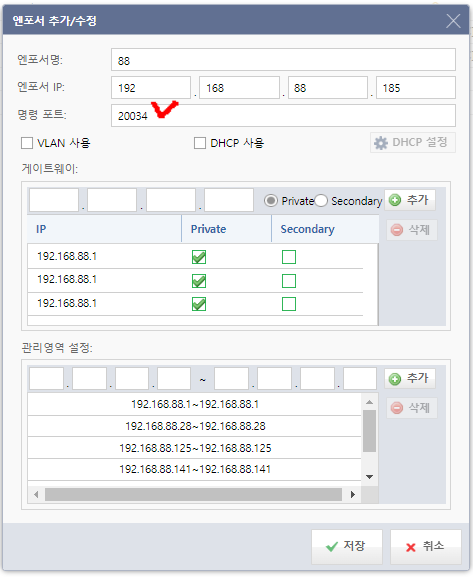 엔포서 추가/수정
엔포서명: 88
엔포서 IP: 192 . 168 . 88 . 185
명령 포트: 20034
VLAN 사용 DHCP 사용 DHCP 설정
게이트웨이:
. . . Private Secondary 추가
IP Private Secondary 삭제
192.168.88.1
192.168.88.1
192.168.88.1
관리영역 설정:
. . . ~ . . . 추가
192.168.88.1~192.168.88.1 삭제
192.168.88.28~192.168.88.28
192.168.88.125~192.168.88.125
192.168.88.141~192.168.88.141
저장 취소